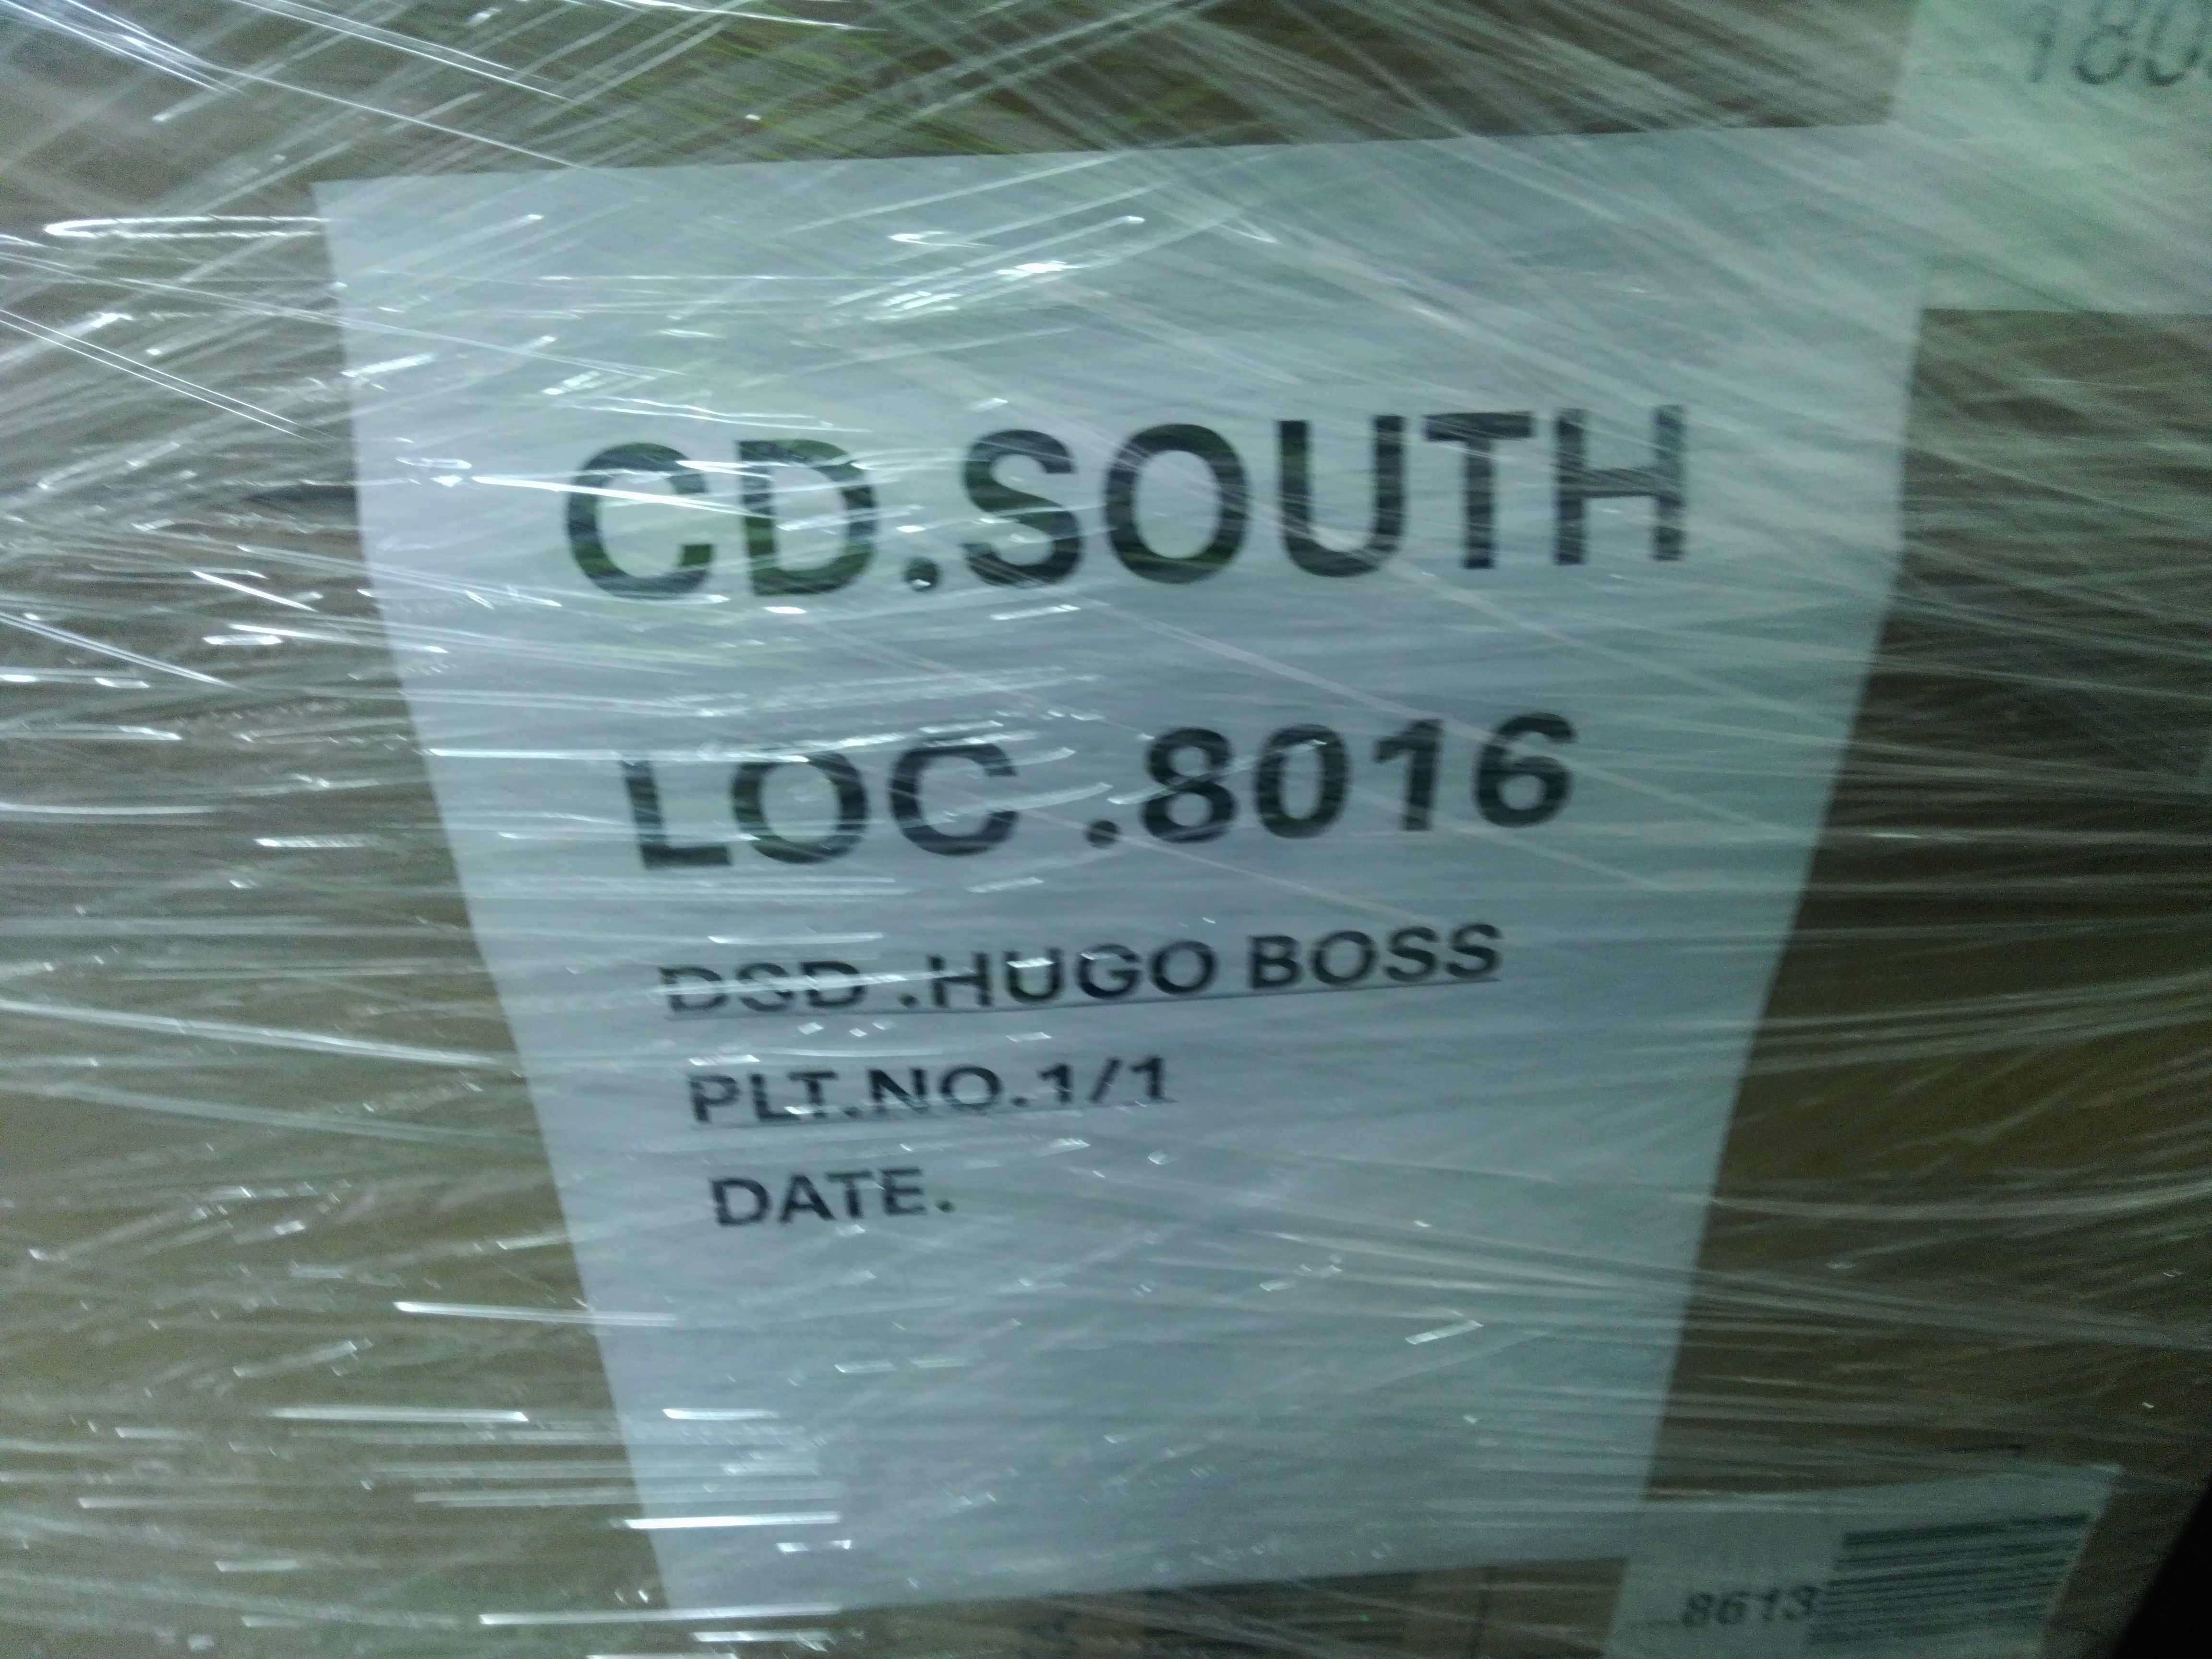 CD.SOUTH
LOC .8016
DSD .HUGO BOSS
PLT.NO.1/1
DATE.
8613